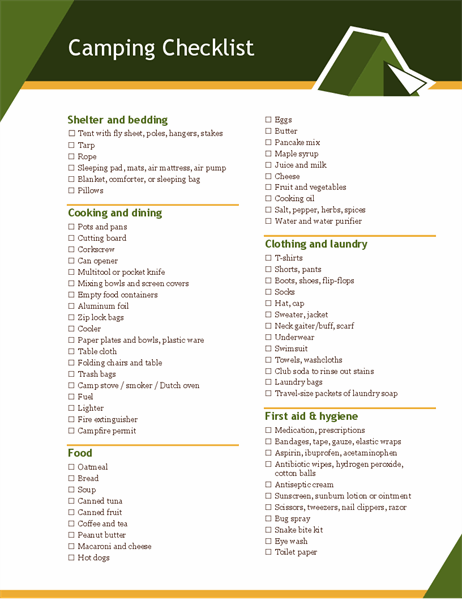 Camping Checklist
Shelter and bedding
Tent with fly sheet, poles, hangers, stakes
Tarp
Rope
Sleeping pad, mats, air mattress, air pump
Blanket, comforter, or sleeping bag
Pillows
Cooking and dining
Pots and pans
Cutting board
Corkscrew
Can opener
Multitool or pocket knife
Mixing bowls and screen covers
Empty food containers
Aluminum foil
Zip lock bags
Cooler
Paper plates and bowls, plastic ware
Table cloth
Folding chairs and table
Trash bags
Camp stove / smoker / Dutch oven
Fuel
Lighter
Fire extinguisher
Campfire permit
Food
Oatmeal
Bread
Soup
Canned tuna
Canned fruit
Coffee and tea
Peanut butter
Macaroni and cheese
Hot dogs
Eggs
Butter
Pancake mix
Maple syrup
Juice and milk
Cheese
Fruit and vegetables
Cooking oil
Salt, pepper, herbs, spices
Water and water purifier
Clothing and laundry
T-shirts
Shorts, pants
Boots, shoes, flip-flops
Socks
Hat, cap
Sweater, jacket
Neck gaiter/buff, scarf
Underwear
Swimsuit
Towels, washcloths
Club soda to rinse out stains
Laundry bags
Travel-size packets of laundry soap
First aid & hygiene
Medication, prescriptions
Bandages, tape, gauze, elastic wraps
Aspirin, ibuprofen, acetaminophen
Antibiotic wipes, hydrogen peroxide,
cotton balls
Antiseptic cream
Sunscreen, sunburn lotion or ointment
Scissors, tweezers, nail clippers, razor
Bug spray
Snake bite kit
Eye wash
Toilet paper